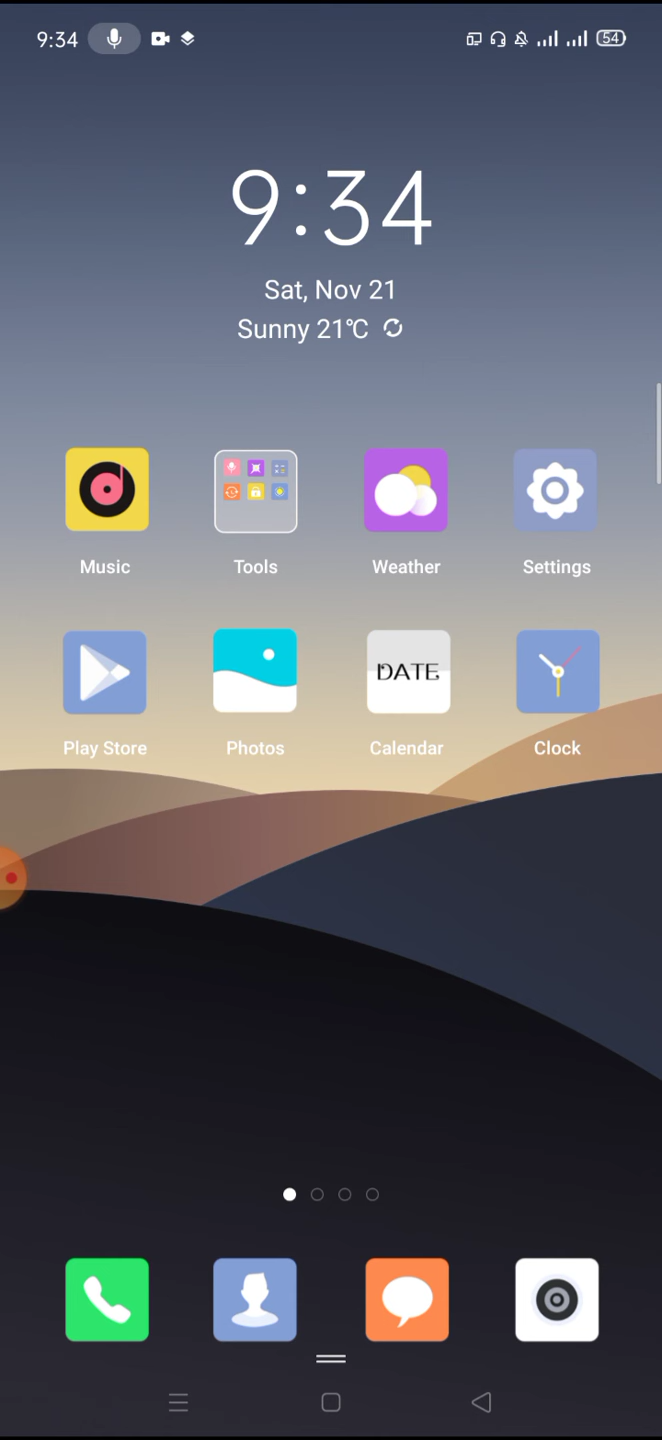 9:34
54
9:34
Sat, Nov 21
Sunny 21℃
Music
Tools
Weather
Settings
DATE
Play Store
Photos
Calendar
Clock